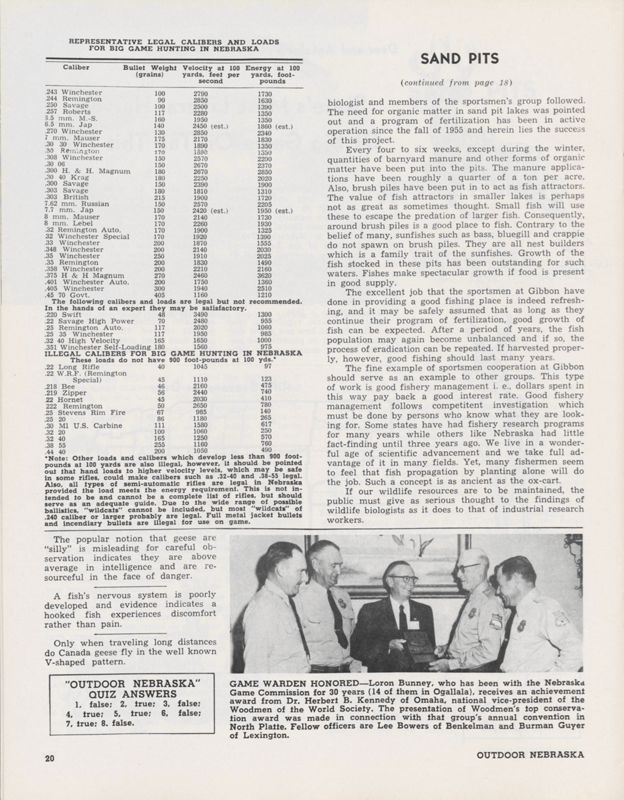 REPRESENTATIVE LEGAL CALIBERS AND LOADS
FOR BIG GAME HUNTING IN NEBRASKA
Caliber Bullet Weight Velocity at 100 Energy at 100
(grains) yards, feet per yards, foot-
second pounds
.243 Winchester 100 2790 1730
.244 Remington 90 2850 1630
.250 Savage 100 2500 1390
.257 Roberts 117 2280 1350
6.5 mm. M.-S. 160 1950 1350
6.5 mm. Jap 140 2450 (est.) 1860 (est.)
.270 Winchester 130 2850 2340
7 mm. Mauser 175 2170 1830
.30 30 Winchester 170 1890 1350
.30 Remington 170 1890 1350
.308 Winchester 150 2570 2200
.30 06 150 2670 2370
.300 H. & H. Magnum 180 2670 2850
.30 40 Krag 180 2250 2020
.300 Savage 150 2390 1900
.303 Savage 180 1810 1310
.303 British 215 1900 1720
7.62 mm. Russian 150 2570 2205
7.7 mm. Jap 150 2420 (est.) 1950 (est.)
8 mm. Mauser 170 2140 1730
8 mm. Lebel 170 2260 1930
.32 Remington Auto. 170 1900 1325
.32 Winchester Special 170 1920 1390
.33 Winchester 200 1870 1555
.348 Winchester 200 2140 2030
.35 Winchester 250 1910 2025
.35 Remington 200 1830 1490
.358 Winchester 200 2210 2160
.375 H & H Magnum 270 2460 3620
.401 Winchester Auto. 200 1750 1360
.405 Winchester 300 1940 2510
.45 70 Govt. 405 1160 1210
The following calibers and loads are legal but not recommended.
In the hands of an expert they may be satisfactory.
.220 Swift 48 3490 1300
.22 Savage High Power 70 2480 955
.25 Remington Auto. 117 2020 1060
.25 35 Winchester 117 1950 985
.32 40 High Velocity 165 1650 1000
.351 Winchester Self-Loading 180 1560 975
ILLEGAL CALIBERS FOR BIG GAME HUNTING IN NEBRASKA
These loads do not have 900 foot-pounds at 100 yds.*
.22 Long Rifle 40 1045 97
.22 W.R.F. (Remington
Special) 45 1110 123
.218 Bee 46 2160 475
.219 Zipper 56 2440 740
.22 Hornet 45 2030 410
.222 Remington 50 2650 780
.25 Stevens Rim Fire 67 985 140
.25 20 86 1180 265
.30 M1 U.S. Carbine 111 1580 617
.32 20 100 1060 250
.32 40 165 1250 570
.38 55 255 1160 760
.44 40 200 1050 490
*Note: Other loads and calibers which develop less than 900 foot-
pounds at 100 yards are also illegal, however, it should be pointed
out that hand loads to higher velocity levels, which may be safe
in some rifles, could make calibers such as .32-40 and .38-55 legal.
Also, all types of semi-automatic rifles are legal in Nebraska
provided the load meets the energy requirement. This is not in-
tended to be and cannot be a complete list of rifles, but should
serve as an adequate guide. Due to the wide range of possible
ballistics, "wildcats" cannot be included, but most "wildcats" of
.240 caliber or larger probably are legal. Full metal jacket bullets
and incendiary bullets are illegal for use on game.
The popular notion that geese are
"silly" is misleading for careful ob-
servation indicates they are above
average in intelligence and are re-
sourceful in the face of danger.
A fish's nervous system is poorly
developed and evidence indicates a
hooked fish experiences discomfort
rather than pain.
Only when traveling long distances
do Canada geese fly in the well known
V-shaped pattern.
"OUTDOOR NEBRASKA"
QUIZ ANSWERS
1. false; 2, true; 3, false;
4, true; 5, true; 6, false;
7, true; 8. false.
SAND PITS
(continued from page 18)
biologist and members of the sportsmen's group followed.
The need for organic matter in sand pit lakes was pointed
out and a program of fertilization has been in active
operation since the fall of 1955 and herein lies the success
of this project.
Every four to six weeks, except during the winter,
quantities of barnyard manure and other forms of organic
matter have been put into the pits. The manure applica-
tions have been roughly a quarter of a ton per acre.
Also, brush piles have been put in to act as fish attractors.
The value of fish attractors in smaller lakes is perhaps
not as great as sometimes thought. Small fish will use
these to escape the predation of larger fish. Consequently,
around brush piles is a good place to fish. Contrary to the
belief of many, sunfishes such as bass, bluegill and crappie
do not spawn on brush piles. They are all nest builders
which is a family trait of the sunfishes. Growth of the
fish stocked in these pits has been outstanding for such
waters. Fishes make spectacular growth if food is present
in good supply.
The excellent job that the sportsmen at Gibbon have
done in providing a good fishing place is indeed refresh-
ing, and it may be safely assumed that as long as they
continue their program of fertilization, good growth of
fish can be expected. After a period of years, the fish
population may again become unbalanced and if so, the
process of eradication can be repeated. If harvested proper-
ly, however, good fishing should last many years.
The fine example of sportsmen cooperation at Gibbon
should serve as an example to other groups. This type
of work is good fishery management i. e., dollars spent in
this way pay back a good interest rate. Good fishery
management follows competent investigation which
must be done by persons who know what they are look-
ing for. Some states have had fishery research programs
for many years while others like Nebraska had little
fact-finding until three years ago. We live in a wonder-
ful age of scientific advancement and we take full ad-
vantage of it in many fields. Yet, many fishermen seem
to feel that fish propagation by planting alone will do
the job. Such a concept is as ancient as the ox-cart.
If our wildlife resources are to be maintained, the
public must give as serious thought to the findings of
wildlife biologists as it does to that of industrial research
workers.
GAME WARDEN HONORED—Loron Bunney, who has been with the Nebraska
Game Commission for 30 years (14 of them in Ogallala), receives an achievement
award from Dr. Herbert B. Kennedy of Omaha, national vice-president of the
Woodmen of the World Society. The presentation of Woodmen's top conserva-
tion award was made in connection with that group's annual convention in
North Platte. Fellow officers are Lee Bowers of Benkelman and Burman Guyer
of Lexington.
20
OUTDOOR NEBRASKA